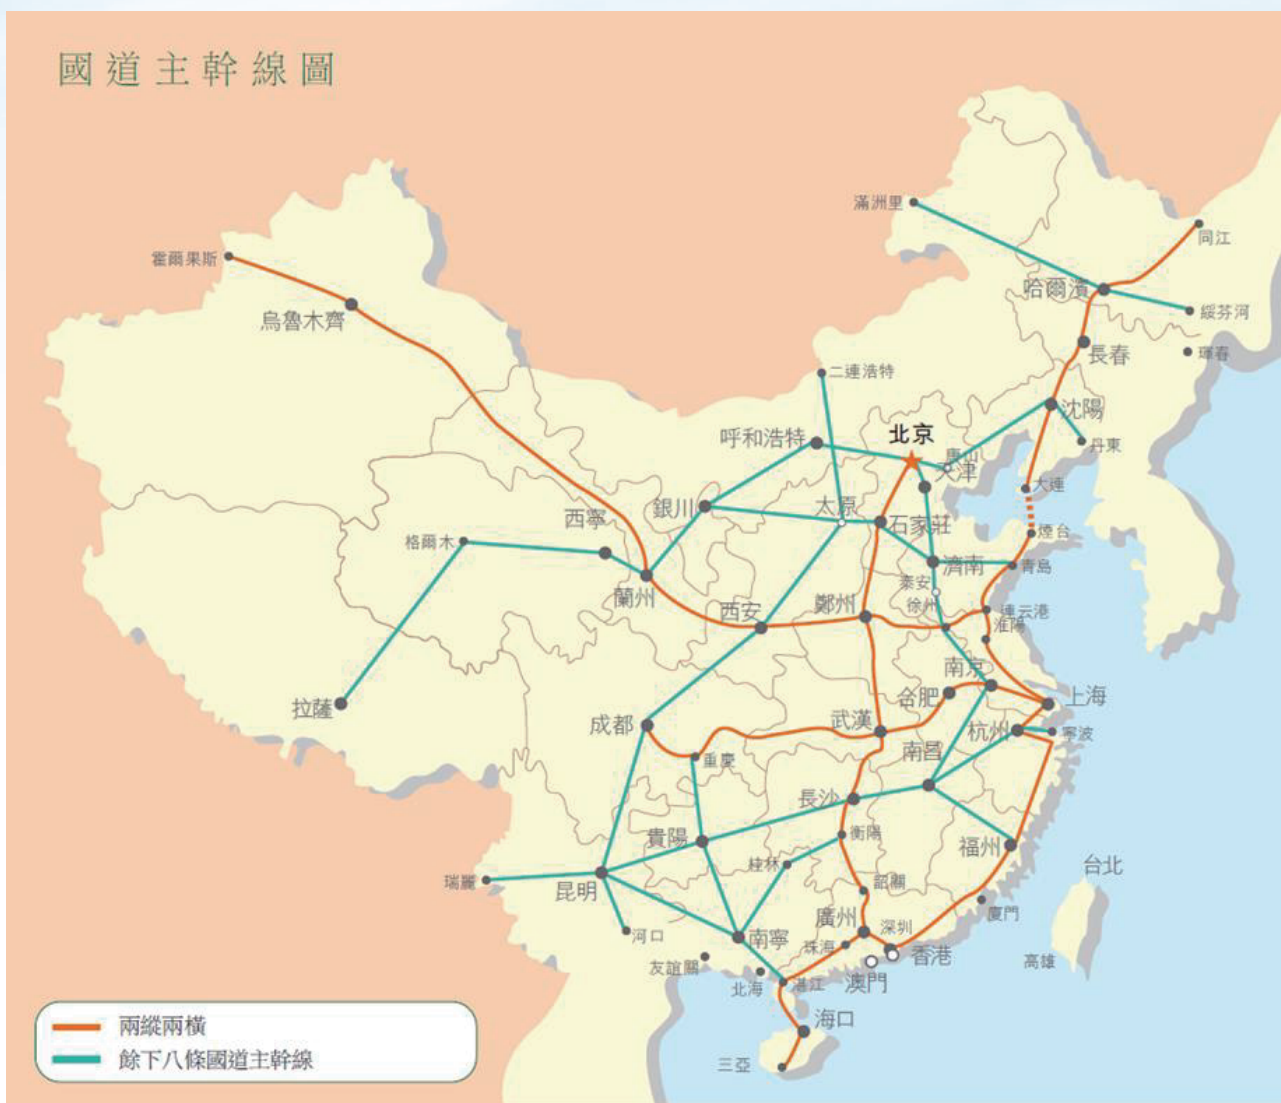 國道主幹線圖
滿洲里
同江
霍爾果斯
哈爾濱
綏芬河
烏魯木齊
長春
琿春
二連浩特
沈陽
呼和浩特
北京
丹東
唐山
天津
大連
銀川
太原
石家莊
西寧
煙台
格爾木
濟南
青島
泰安
蘭州
西安
鄭州
徐州
連云港
淮陽
南京
合肥
上海
拉薩
成都
武漢
杭州
寧波
南昌
重慶
長沙
貴陽
衡陽
福州
桂林
台北
瑞麗
昆明
韶關
廈門
廣州
深圳
河口
南寧
珠海
香港
友誼關
高雄
北海
湛江
澳門
海口
三亞
兩縱兩橫
餘下八條國道主幹線